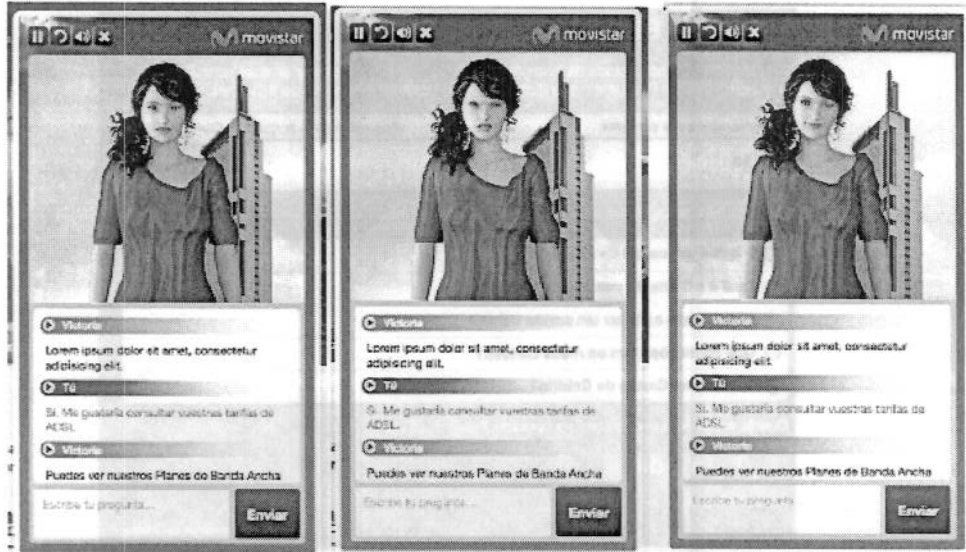 movistar
Victoria
Lorem ipsum dolor sit amet, consectetur
adipisicing elit.
Tú
Si. Me gustaría consultar vuestras tarifas de
ADSL.
Victoria
Puedes ver nuestros Planes de Banda Ancha
Escribe tu pregunta...
Enviar
movistar
Victoria
Lorem ipsum dolor sit amet, consectetur
adipisicing elit.
Tú
Si. Me gustaría consultar vuestras tarifas de
ADSL.
Victoria
Puedes ver nuestros Planes de Banda Ancha
Escribe tu pregunta...
Enviar
movistar
Victoria
Lorem ipsum dolor sit amet, consectetur
adipisicing elit.
Tú
Si. Me gustaría consultar vuestras tarifas de
ADSL.
Victoria
Puedes ver nuestros Planes de Banda Ancha
Escribe tu pregunta
Enviar